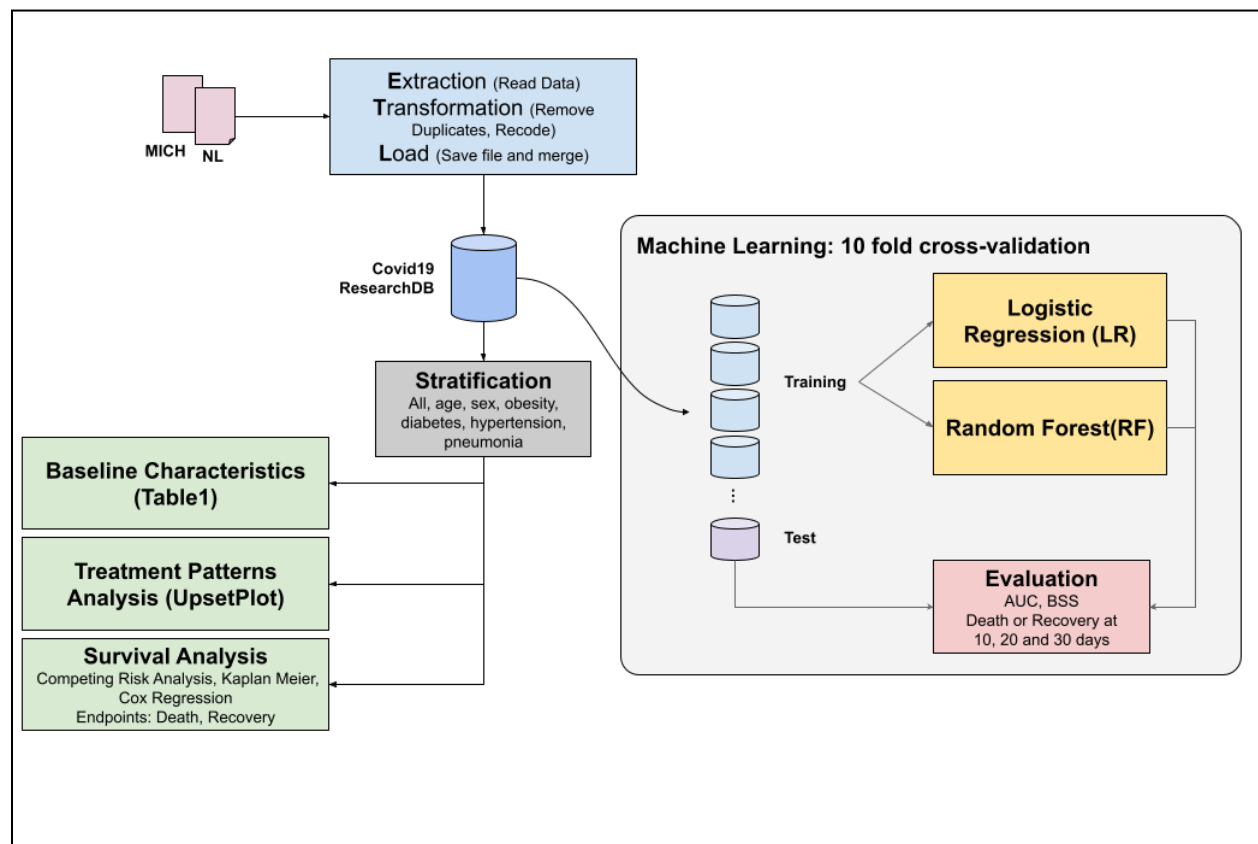 MICH
NL
Extraction (Read Data)
Transformation (Remove
Duplicates, Recode)
Load (Save file and merge)
Covid19
ResearchDB
Stratification
All, age, sex, obesity,
diabetes, hypertension,
pneumonia
Baseline Characteristics
(Table1)
Treatment Patterns
Analysis (UpsetPlot)
Survival Analysis
Competing Risk Analysis, Kaplan Meier,
Cox Regression
Endpoints: Death, Recovery
Machine Learning: 10 fold cross-validation
Training
...
Test
Logistic
Regression (LR)
Random Forest(RF)
Evaluation
AUC, BSS
Death or Recovery at
10, 20 and 30 days